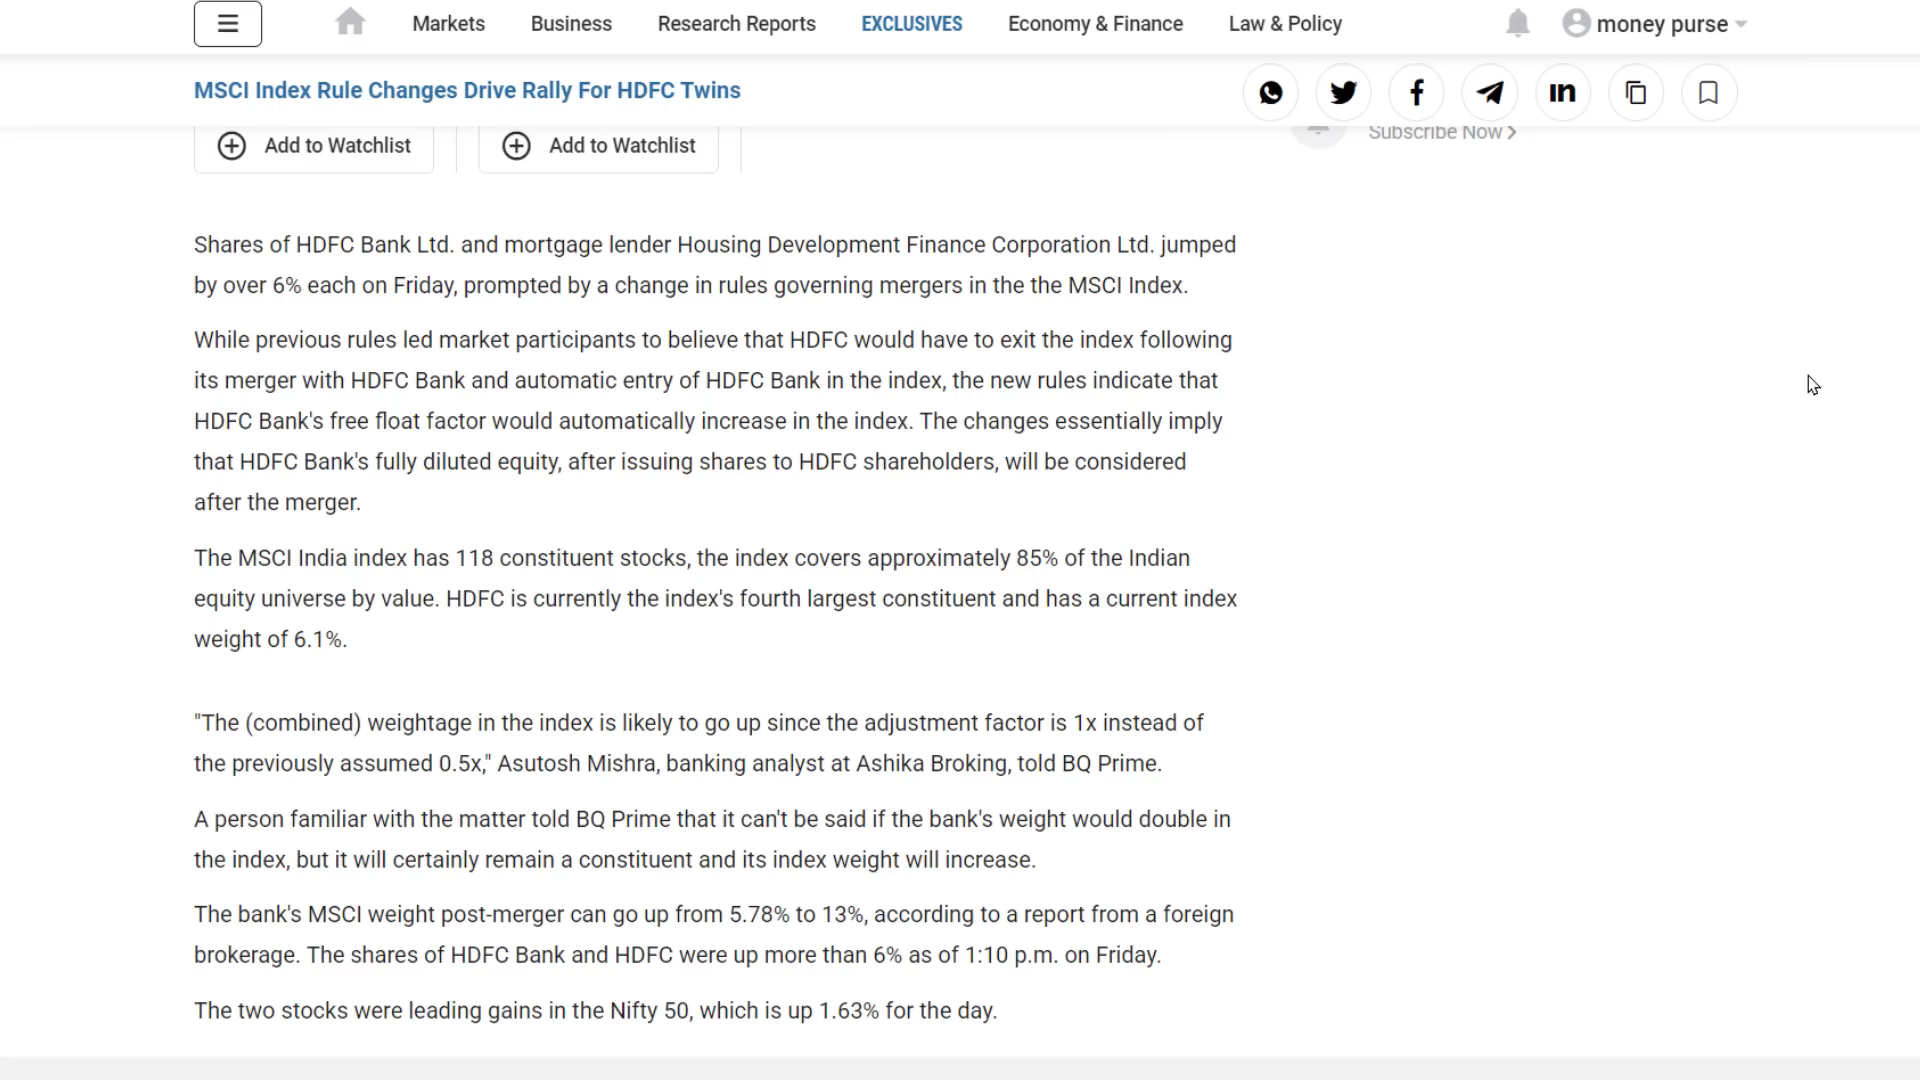 Markets Business Research Reports EXCLUSIVES Economy & Finance Law & Policy money purse
MSCI Index Rule Changes Drive Rally For HDFC Twins
Add to Watchlist Add to Watchlist Subscribe Now
Shares of HDFC Bank Ltd. and mortgage lender Housing Development Finance Corporation Ltd. jumped
by over 6% each on Friday, prompted by a change in rules governing mergers in the the MSCI Index.
While previous rules led market participants to believe that HDFC would have to exit the index following
its merger with HDFC Bank and automatic entry of HDFC Bank in the index, the new rules indicate that
HDFC Bank's free float factor would automatically increase in the index. The changes essentially imply
that HDFC Bank's fully diluted equity, after issuing shares to HDFC shareholders, will be considered
after the merger.
The MSCI India index has 118 constituent stocks, the index covers approximately 85% of the Indian
equity universe by value. HDFC is currently the index's fourth largest constituent and has a current index
weight of 6.1%.
"The (combined) weightage in the index is likely to go up since the adjustment factor is 1x instead of
the previously assumed 0.5x," Asutosh Mishra, banking analyst at Ashika Broking, told BQ Prime.
A person familiar with the matter told BQ Prime that it can't be said if the bank's weight would double in
the index, but it will certainly remain a constituent and its index weight will increase.
The bank's MSCI weight post-merger can go up from 5.78% to 13%, according to a report from a foreign
brokerage. The shares of HDFC Bank and HDFC were up more than 6% as of 1:10 p.m. on Friday.
The two stocks were leading gains in the Nifty 50, which is up 1.63% for the day.